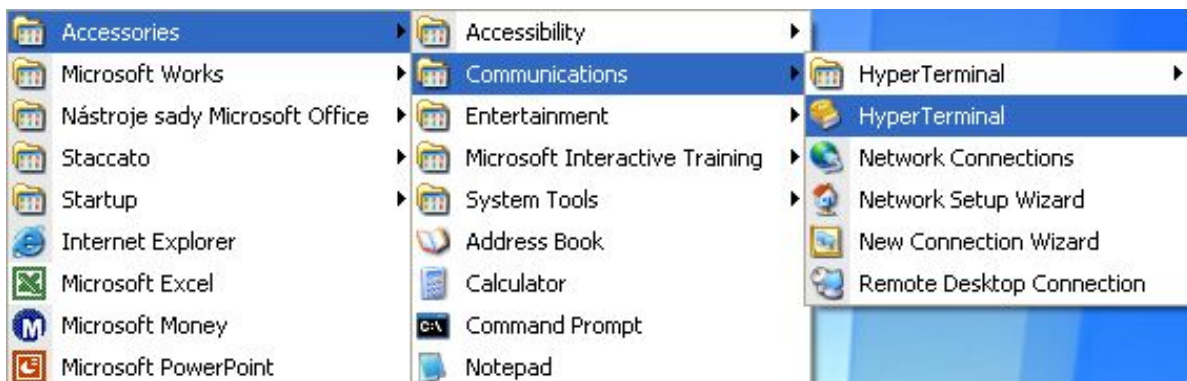 Accessories
Microsoft Works
Nástroje sady Microsoft Office
Staccato
Startup
Internet Explorer
Microsoft Excel
Microsoft Money
Microsoft PowerPoint
Accessibility
Communications
Entertainment
Microsoft Interactive Training
System Tools
Address Book
Calculator
Command Prompt
Notepad
HyperTerminal
HyperTerminal
Network Connections
Network Setup Wizard
New Connection Wizard
Remote Desktop Connection